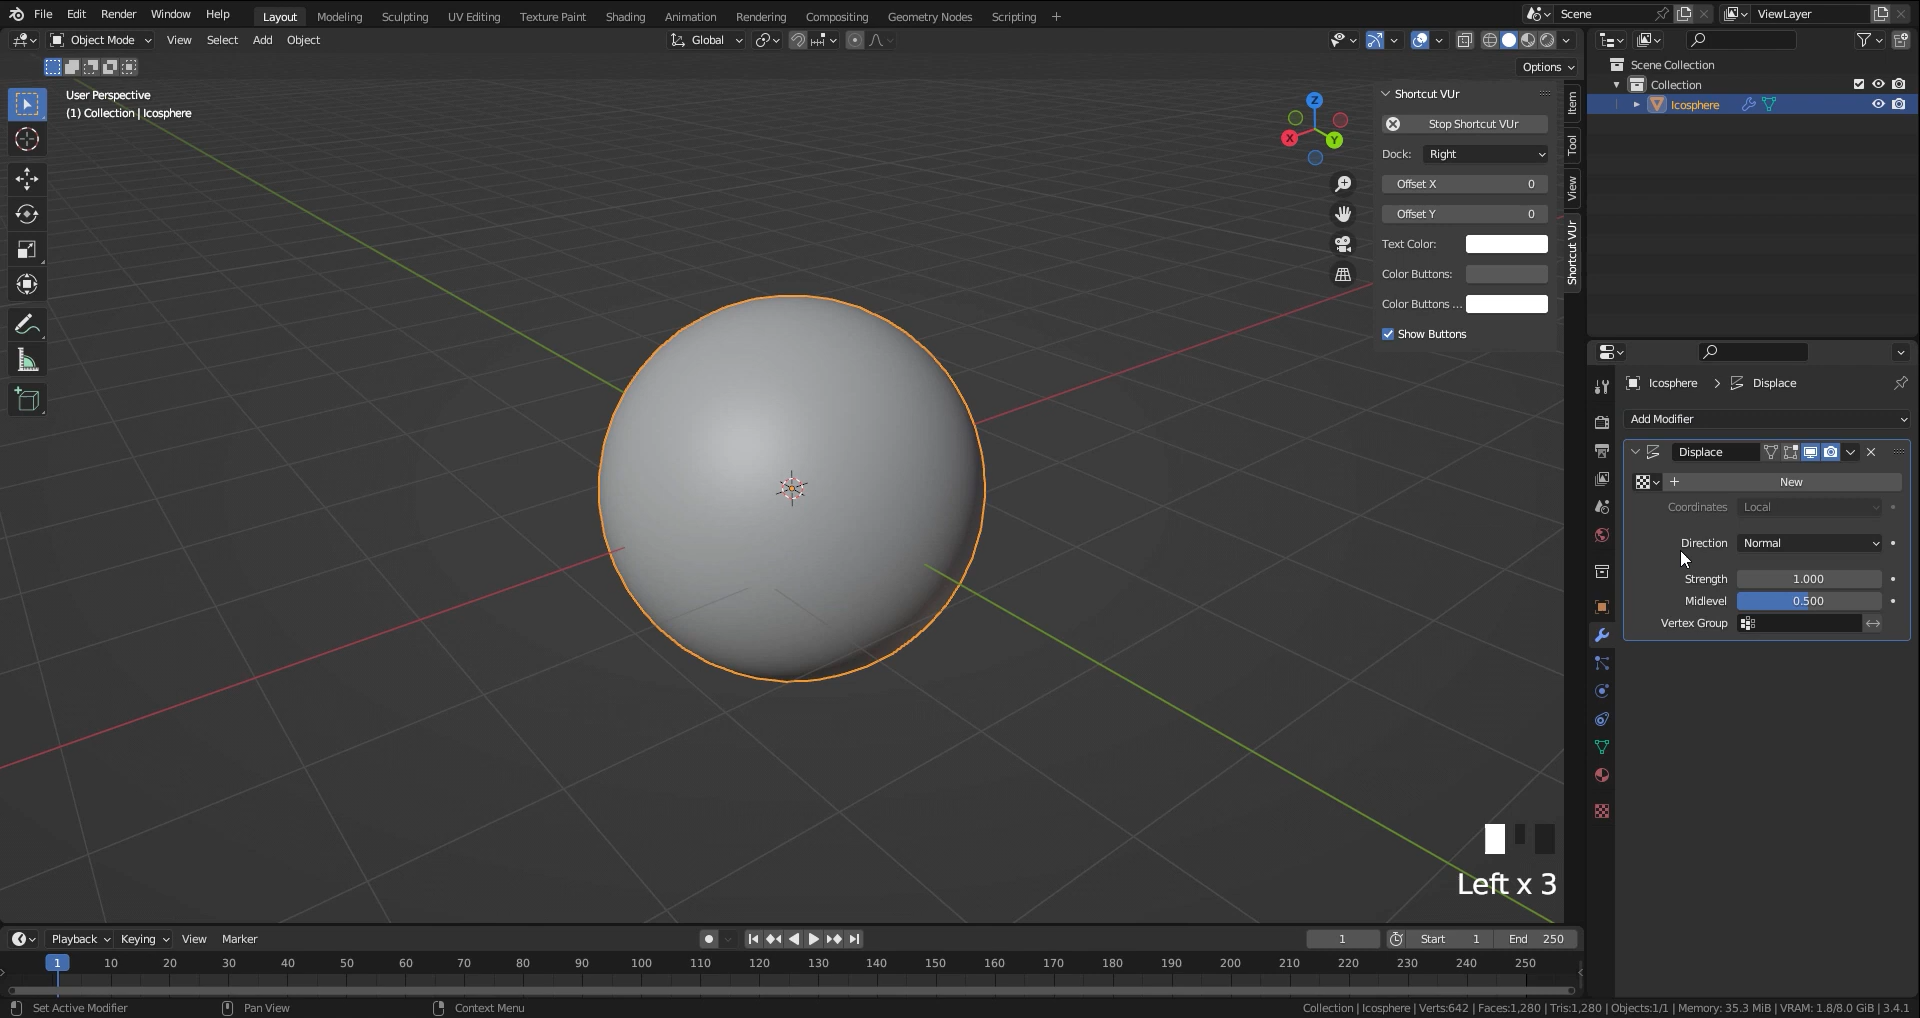 File Edit Render Window Help Layout Modeling Sculpting UV Editing Texture Paint Shading Animation Rendering Compositing Geometry Nodes Scripting + Scene ViewLayer
Object Mode View Select Add Object Global
Options
User Perspective
(1) Collection | Icosphere
Z
X
Y
Shortcut VUr
Stop Shortcut VUr
Dock: Right
Offset X 0
Offset Y 0
Text Color:
Color Buttons:
Color Buttons ...
Show Buttons
Item
Tool
View
Shortcut VUr
Left x 3
Scene Collection
Collection
Icosphere
Icosphere > Displace
Add Modifier
Displace
+ New
Coordinates Local
Direction Normal
Strength 1.000
Midlevel 0.500
Vertex Group
Playback Keying View Marker 1 Start 1 End 250
1 10 20 30 40 50 60 70 80 90 100 110 120 130 140 150 160 170 180 190 200 210 220 230 240 250
Set Active Modifier Pan View Context Menu Collection | Icosphere | Verts:642 | Faces:1,280 | Tris:1,280 | Objects:1/1 | Memory: 35.3 MiB | VRAM: 1.8/8.0 GiB | 3.4.1